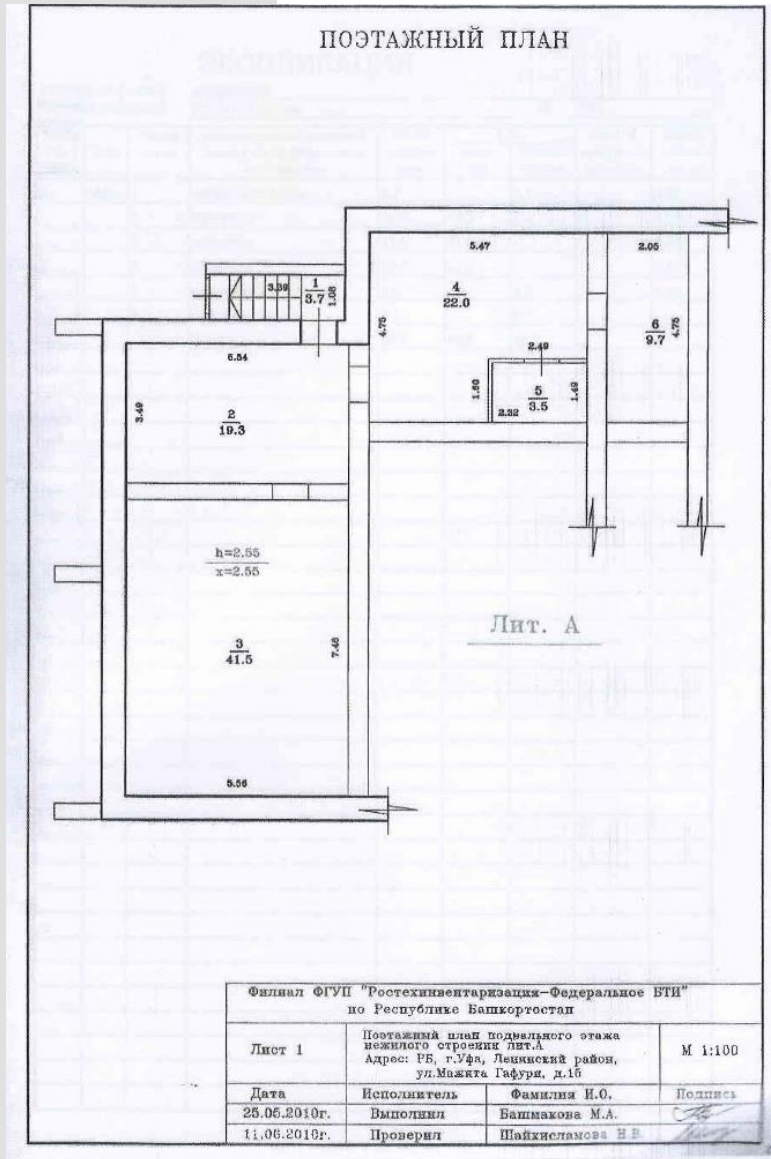 ПОЭТАЖНЫЙ ПЛАН
5.47
2.05
3.39
1
3.7
1.08
4
22.0
4.75
6
9.7
4.75
2.49
6.54
1.50
5
3.5
1.49
2.32
3.49
2
19.3
h=2.55
x=2.55
Лит. А
3
41.5
7.46
5.56
Филиал ФГУП "Ростехинвентаризация-Федеральное БТИ"
по Республике Башкортостан
Лист 1
Поэтажный план подвального этажа
нежилого строения лит.А
Адрес: РБ, г.Уфа, Ленинский район,
ул.Мажита Гафури, д.15
М 1:100
Дата Исполнитель Фамилия И.О. Подпись
25.05.2010г. Выполнил Башмакова М.А.
11.06.2010г. Проверил Шайхисламова Н.В.